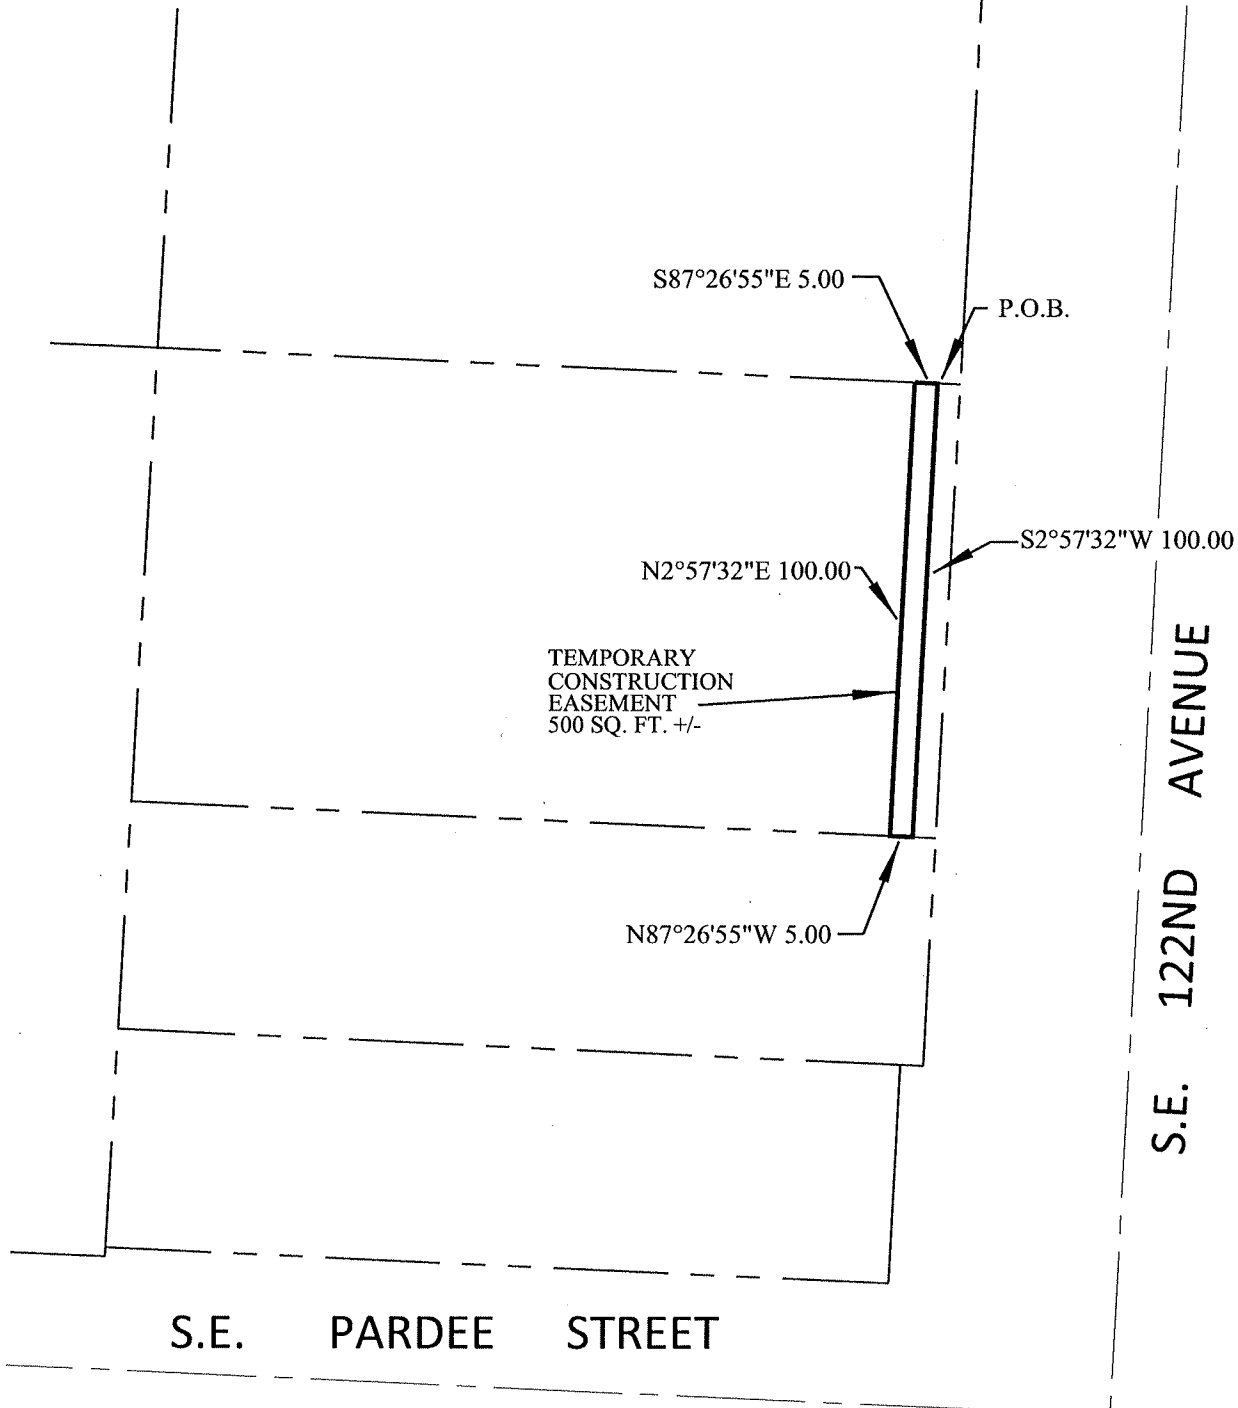 S87°26'55"E 5.00
P.O.B.
S2°57'32"W 100.00
N2°57'32"E 100.00
TEMPORARY
CONSTRUCTION
EASEMENT
500 SQ. FT. +/-
N87°26'55"W 5.00
S.E. 122ND AVENUE
S.E. PARDEE STREET